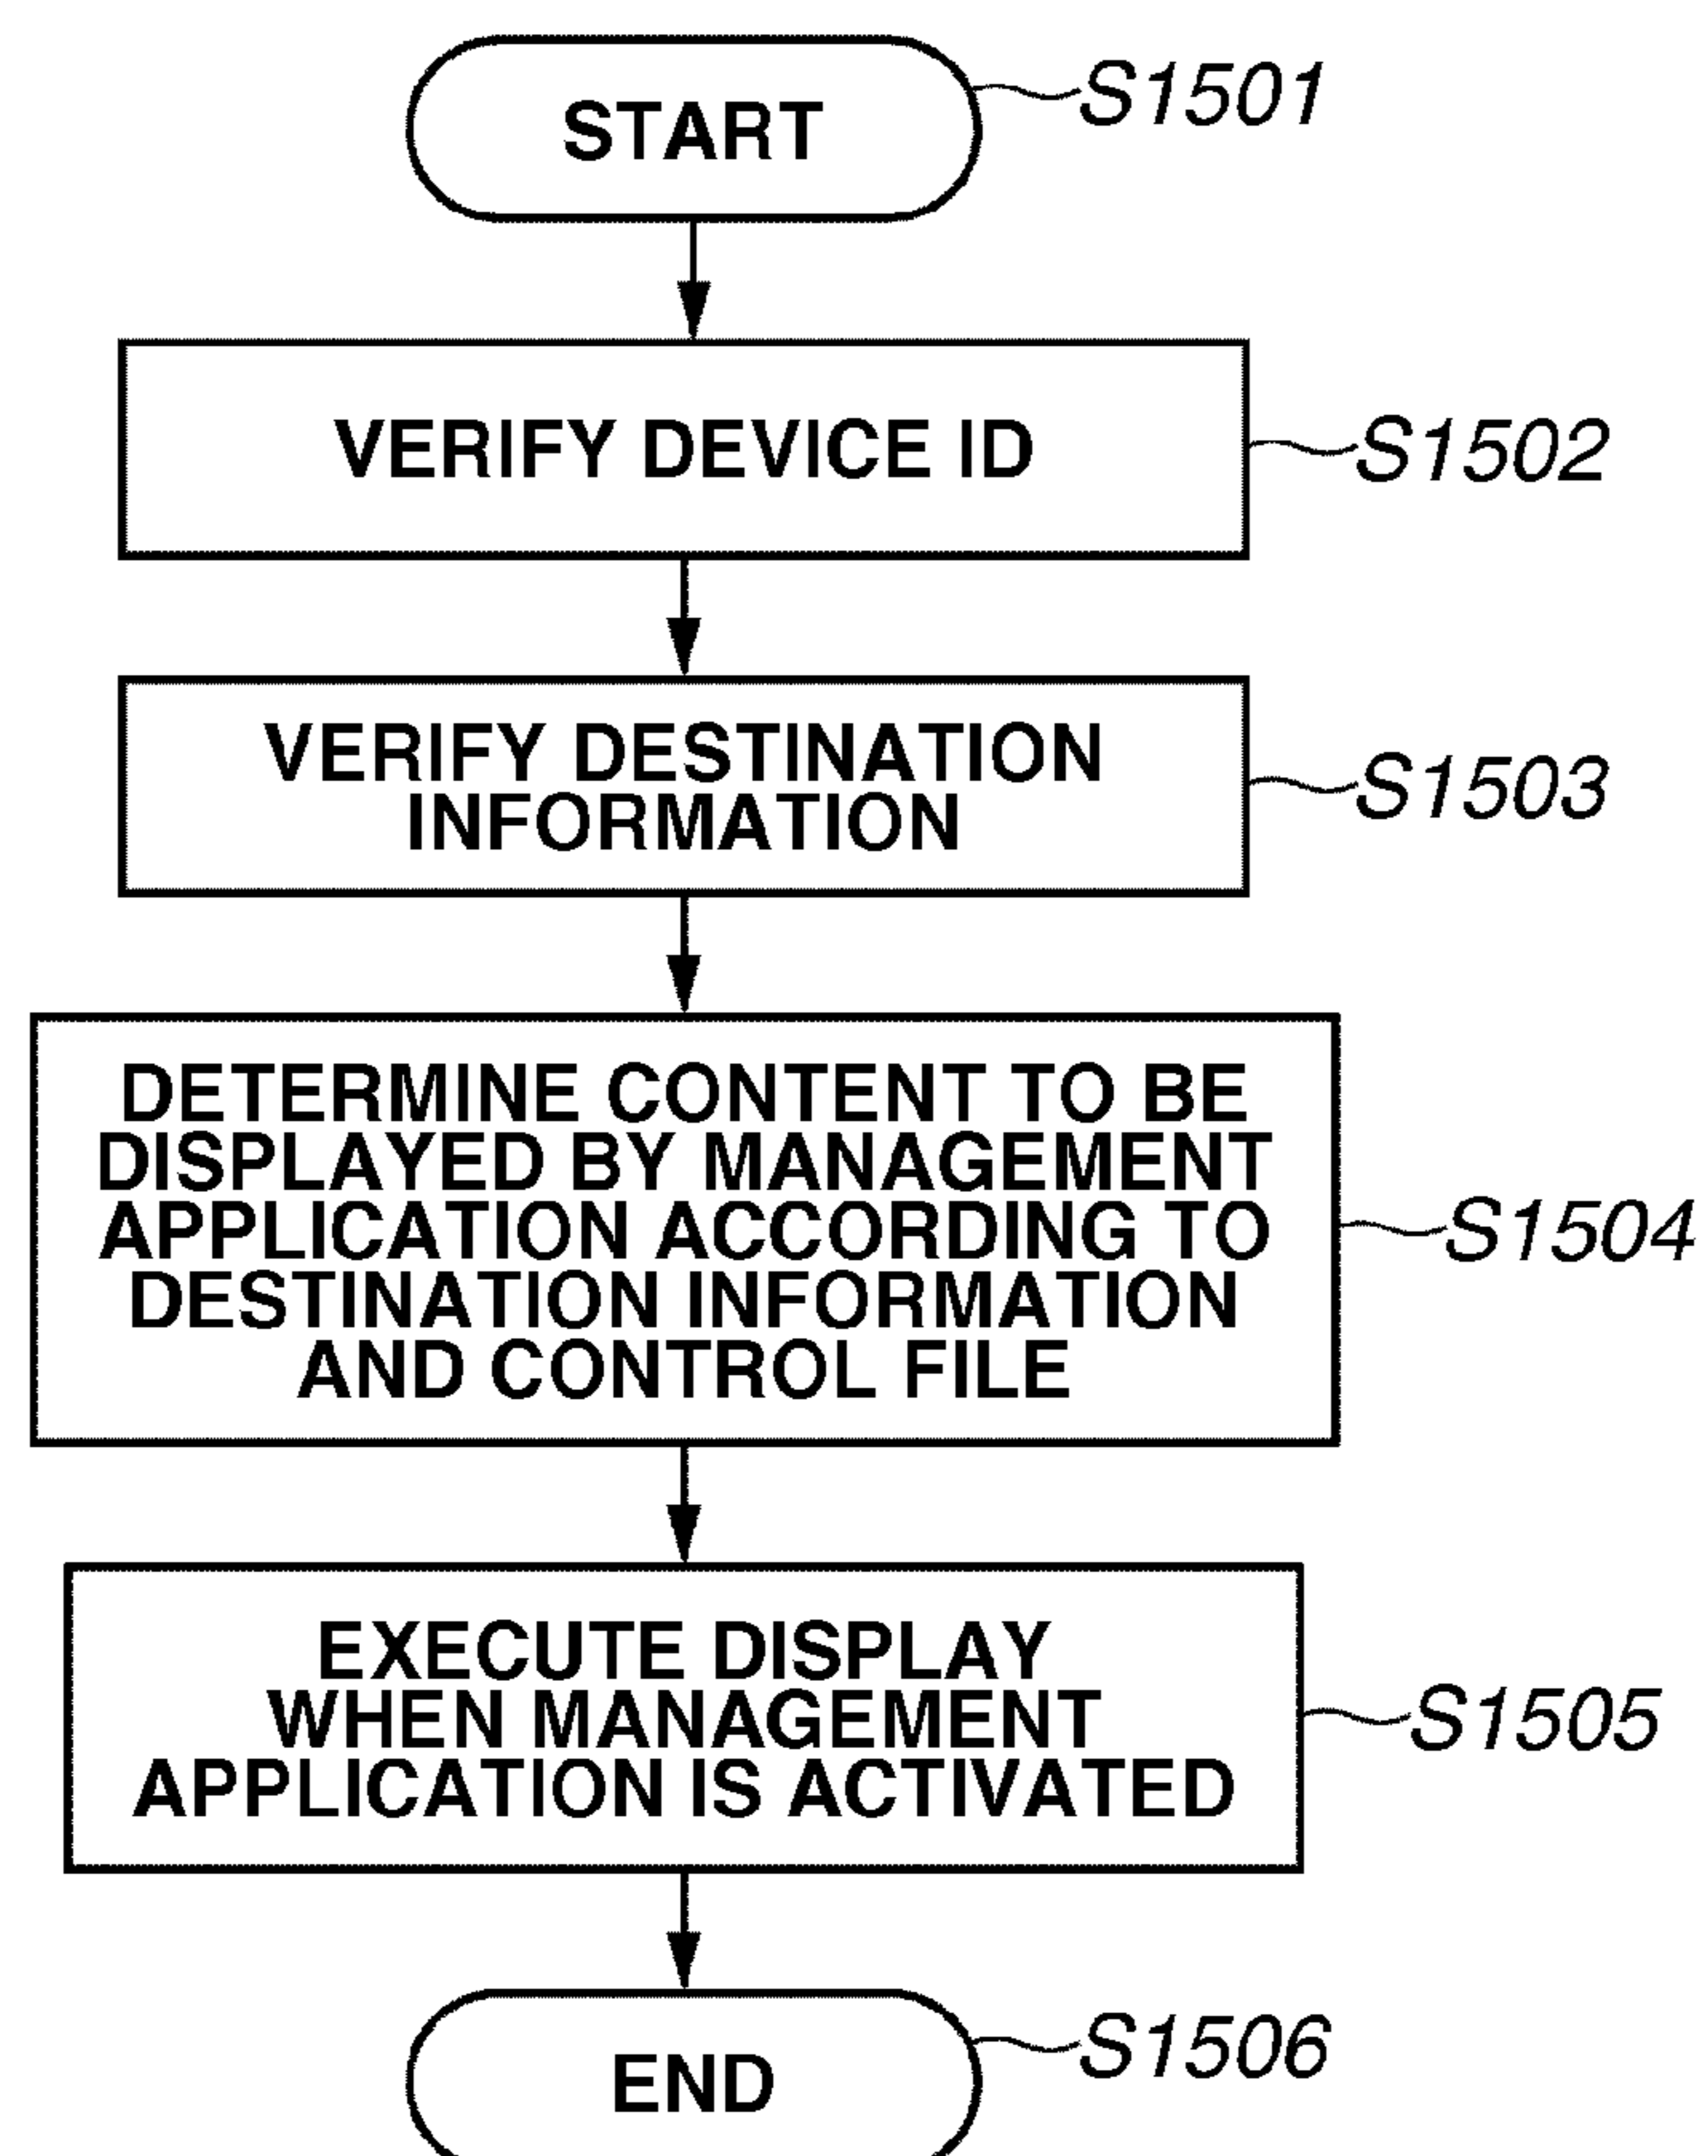 START
S1501
VERIFY DEVICE ID
S1502
VERIFY DESTINATION
INFORMATION
S1503
DETERMINE CONTENT TO BE
DISPLAYED BY MANAGEMENT
APPLICATION ACCORDING TO
DESTINATION INFORMATION
AND CONTROL FILE
S1504
EXECUTE DISPLAY
WHEN MANAGEMENT
APPLICATION IS ACTIVATED
S1505
END
S1506